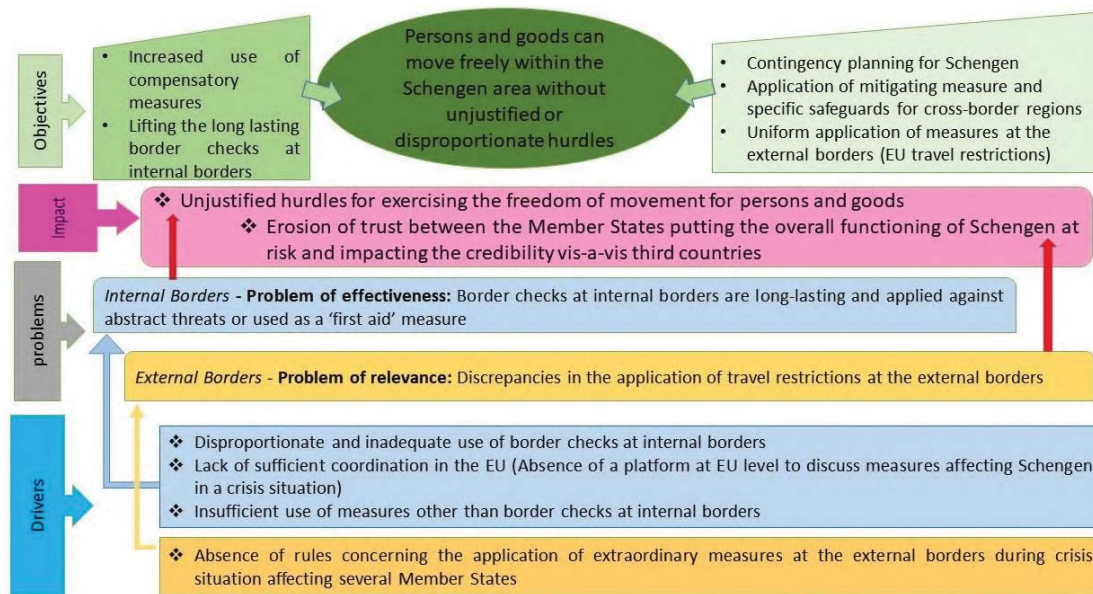 Objectives
• Increased use of
compensatory
measures
• Lifting the long lasting
border checks at
internal borders
Persons and goods can
move freely within the
Schengen area without
unjustified or
disproportionate hurdles
• Contingency planning for Schengen
• Application of mitigating measure and
specific safeguards for cross-border
regions
• Uniform application of measures at the
external borders (EU travel restrictions)
Impact
❖ Unjustified hurdles for exercising the freedom of movement for persons and goods
❖ Erosion of trust between the Member States putting the overall functioning of Schengen at
risk and impacting the credibility vis-a-vis third countries
problems
Internal Borders - Problem of effectiveness: Border checks at internal borders are long-lasting and applied against
abstract threats or used as a ‘first aid’ measure
External Borders - Problem of relevance: Discrepancies in the application of travel restrictions at the external borders
Drivers
❖ Disproportionate and inadequate use of border checks at internal borders
❖ Lack of sufficient coordination in the EU (Absence of a platform at EU level to discuss measures affecting Schengen
in a crisis situation)
❖ Insufficient use of measures other than border checks at internal borders
❖ Absence of rules concerning the application of extraordinary measures at the external borders during crisis
situation affecting several Member States